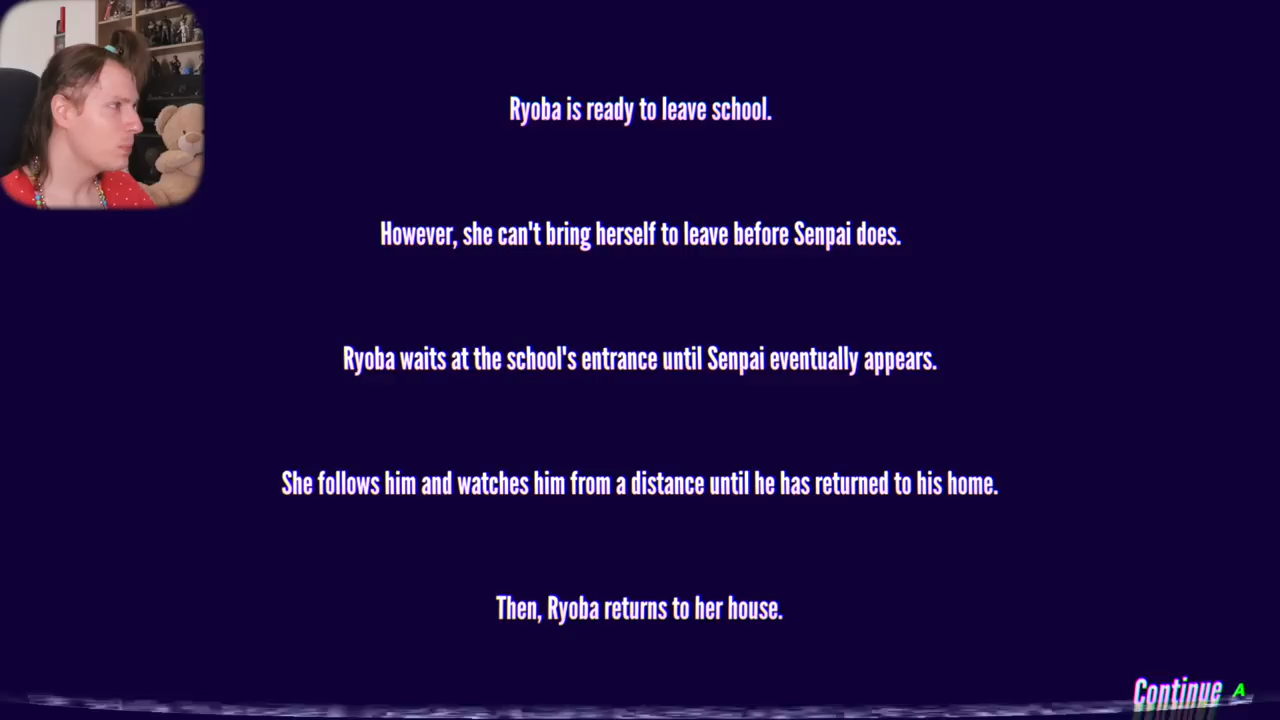 Ryoba is ready to leave school.
However, she can't bring herself to leave before Senpai does.
Ryoba waits at the school's entrance until Senpai eventually appears.
She follows him and watches him from a distance until he has returned to his home.
Then, Ryoba returns to her house.
Continue A